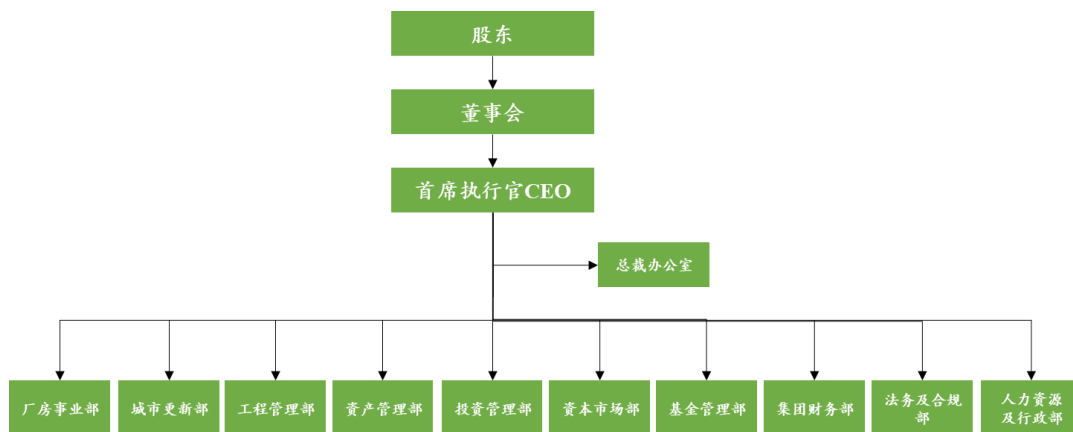 股东
董事会
首席执行官CEO
总裁办公室
厂房事业部
城市更新部
工程管理部
资产管理部
投资管理部
资本市场部
基金管理部
集团财务部
法务及合规
部
人力资源
及行政部